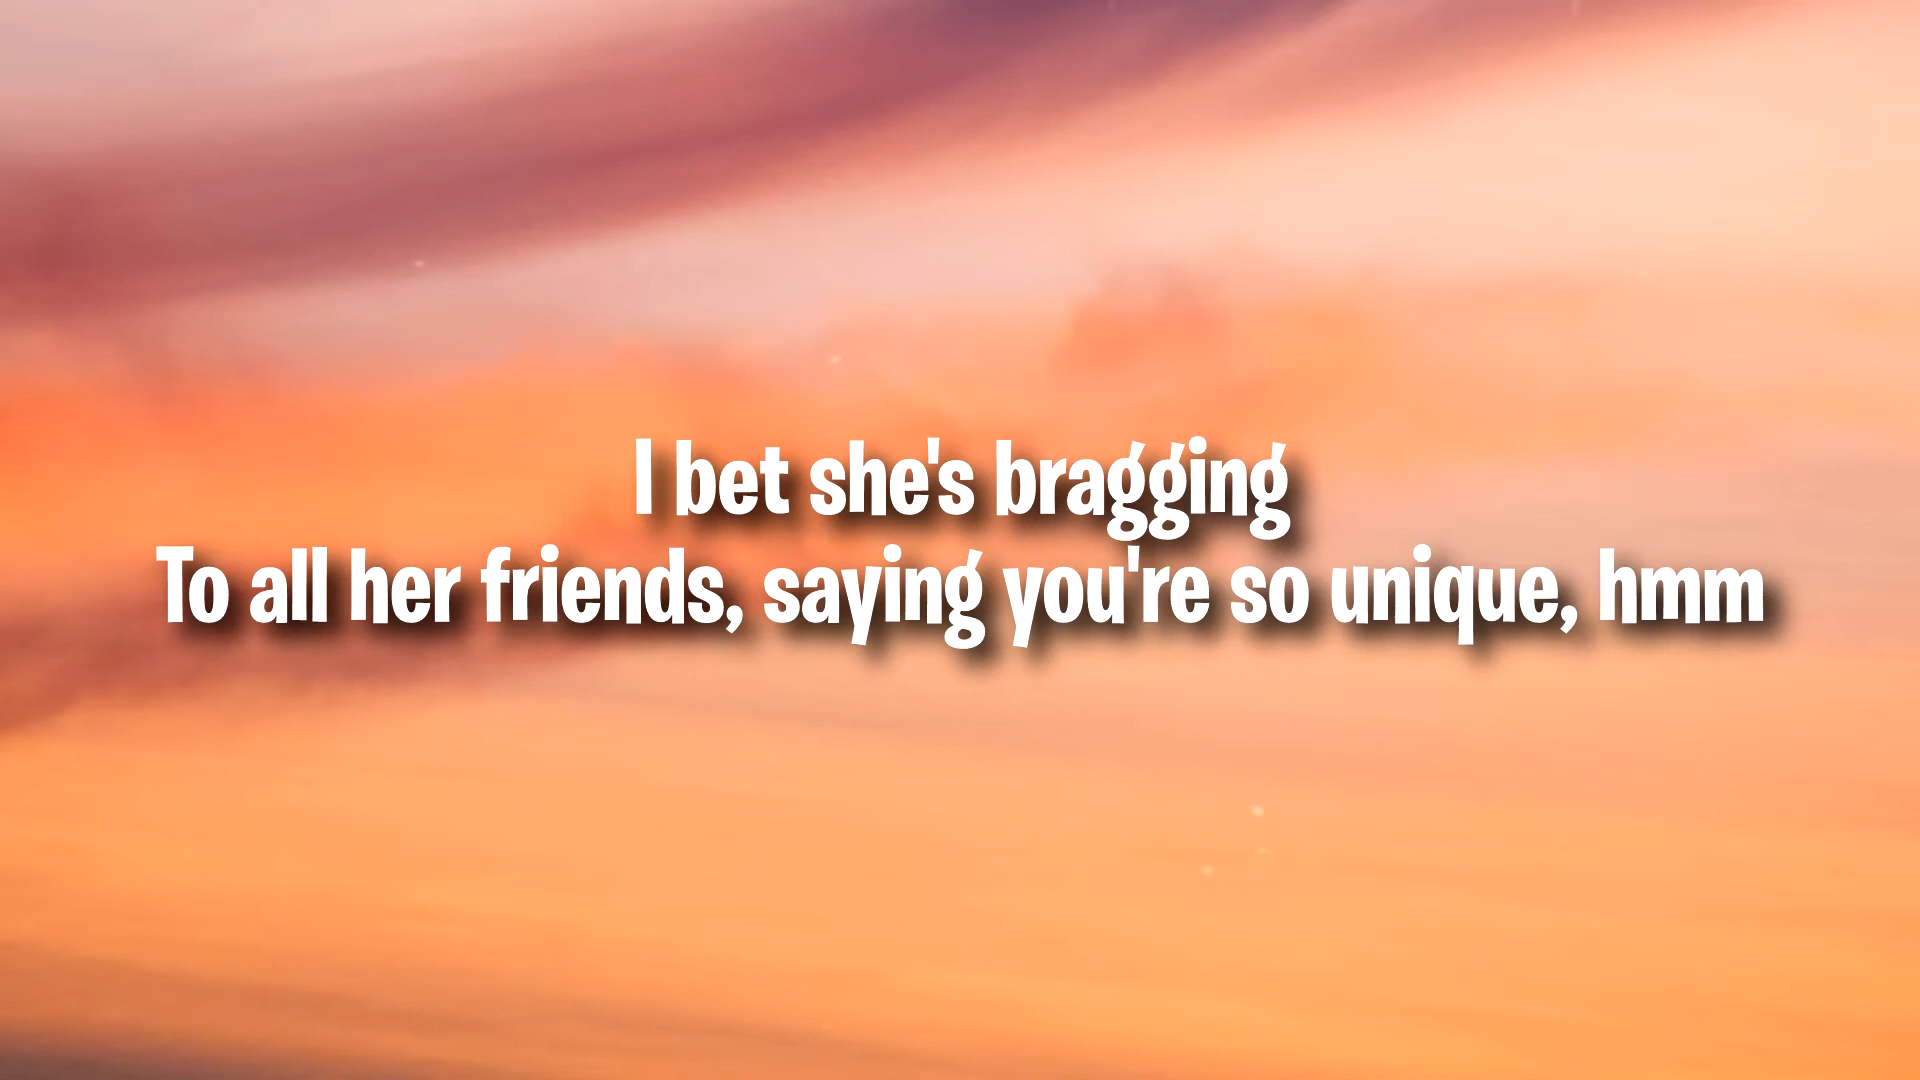 I bet she's bragging
To all her friends, saying you're so unique, hmm